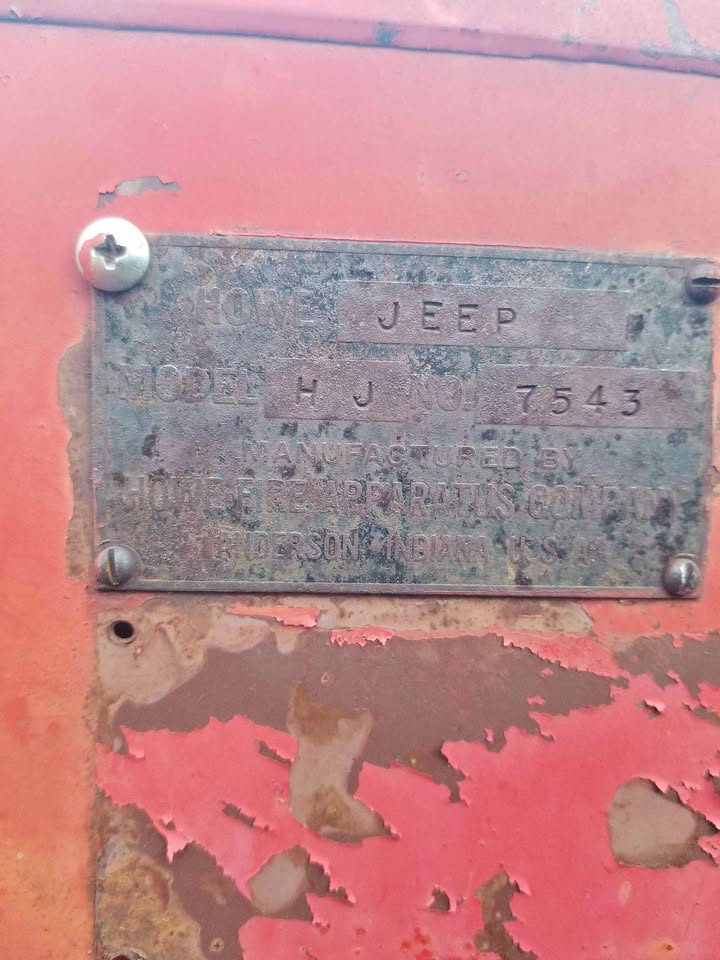 HOWE JEEP
MODEL H J NO. 7543
MANUFACTURED BY
HOWE FIRE APPARATUS COMPANY
ANDERSON, INDIANA U.S.A.